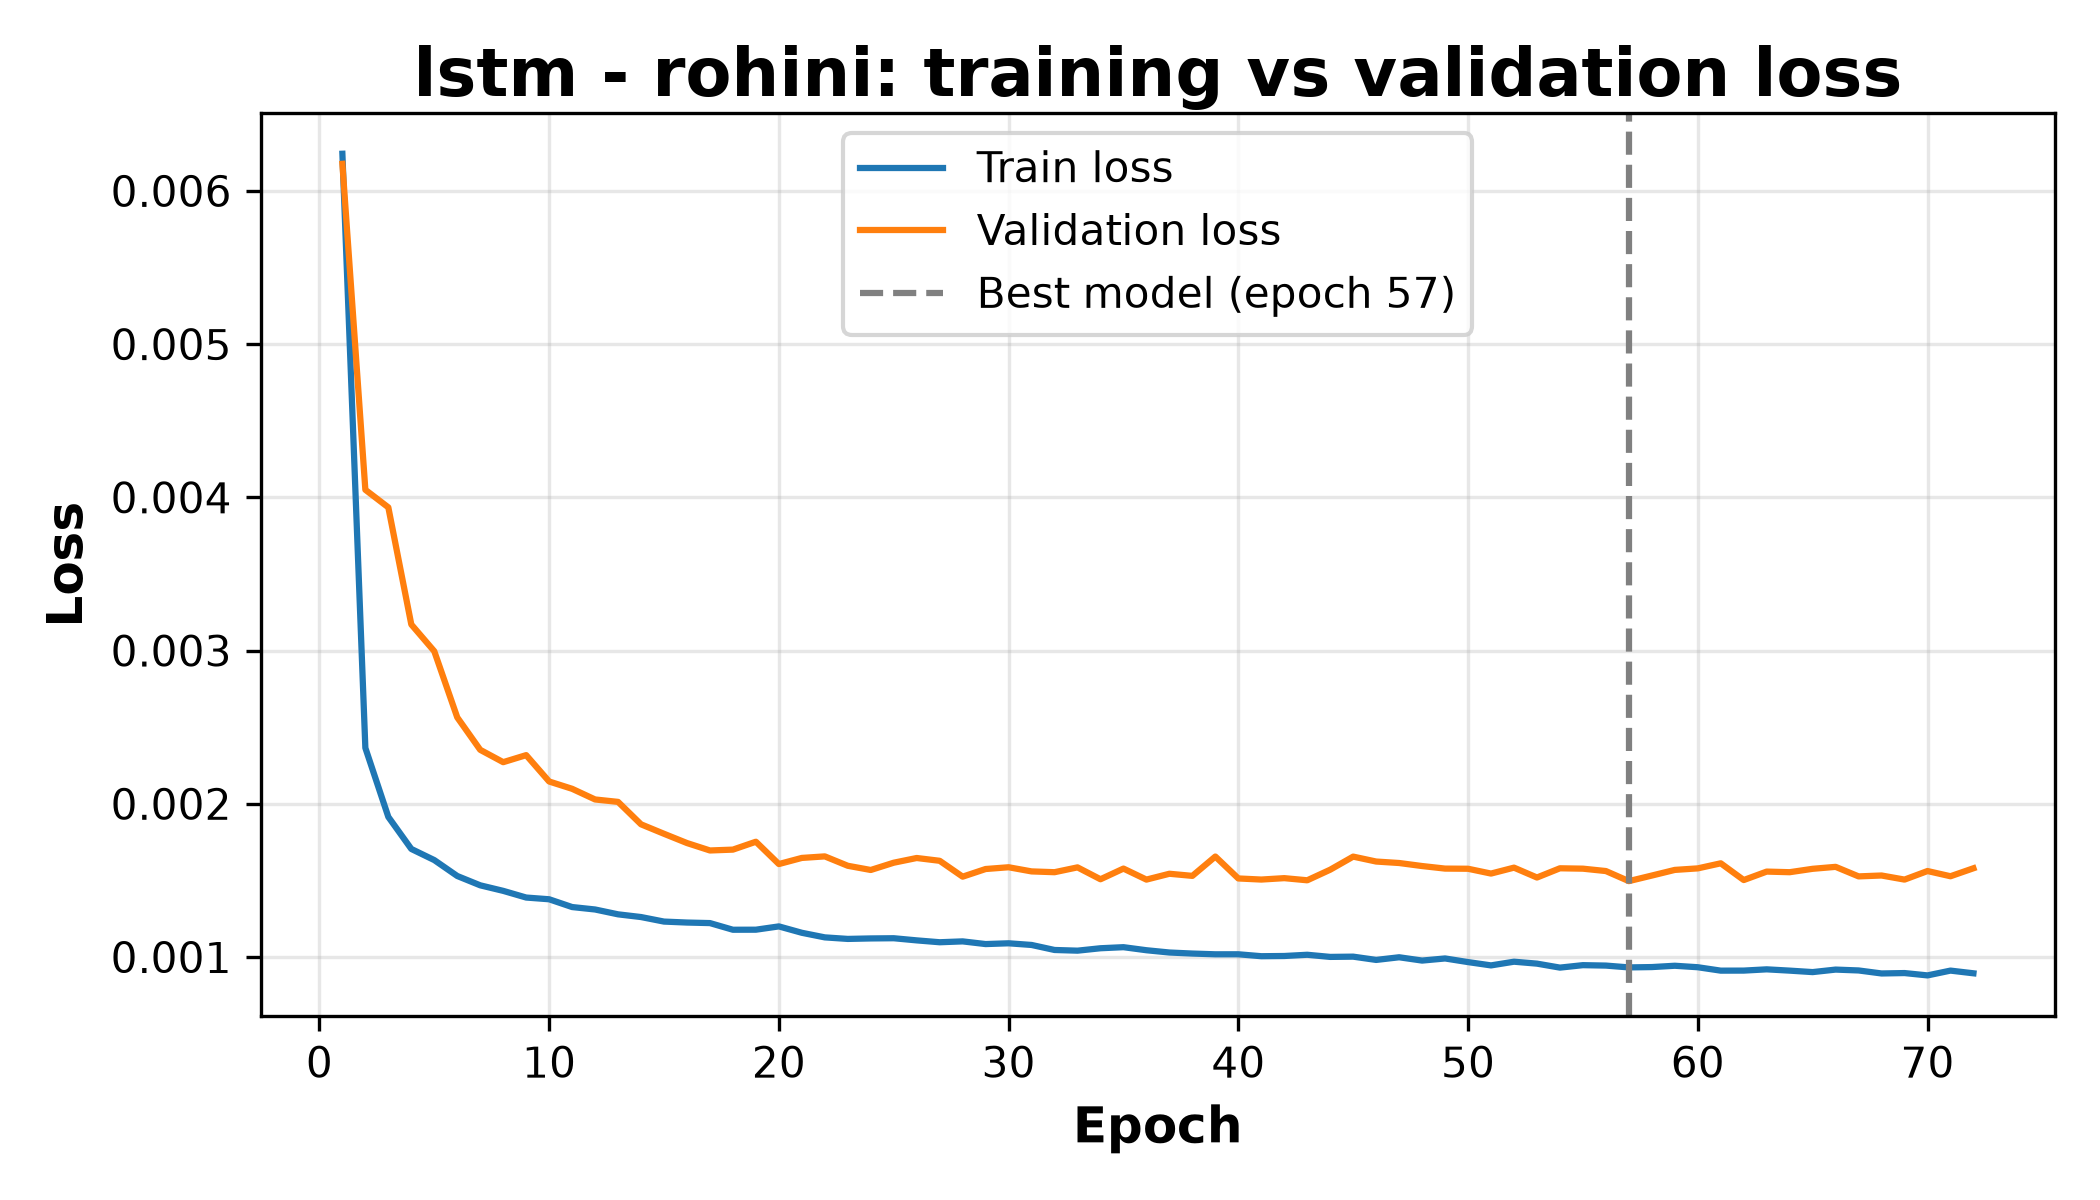 lstm - rohini: training vs validation loss
Train loss
Validation loss
Best model (epoch 57)
Loss
0.006
0.005
0.004
0.003
0.002
0.001
0 10 20 30 40 50 60 70
Epoch